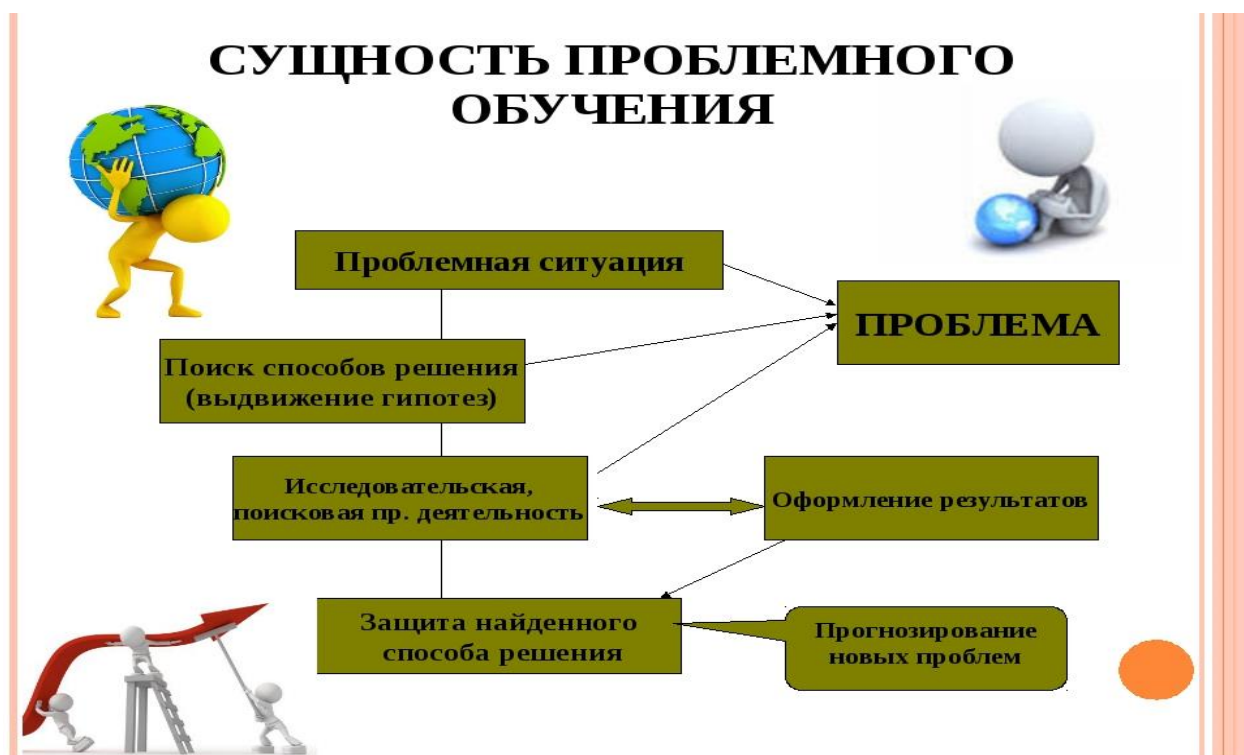 СУЩНОСТЬ ПРОБЛЕМНОГО
ОБУЧЕНИЯ
Проблемная ситуация
ПРОБЛЕМА
Поиск способов решения
(выдвижение гипотез)
Исследовательская,
поисковая пр. деятельность
Оформление результатов
Защита найденного
способа решения
Прогнозирование
новых проблем